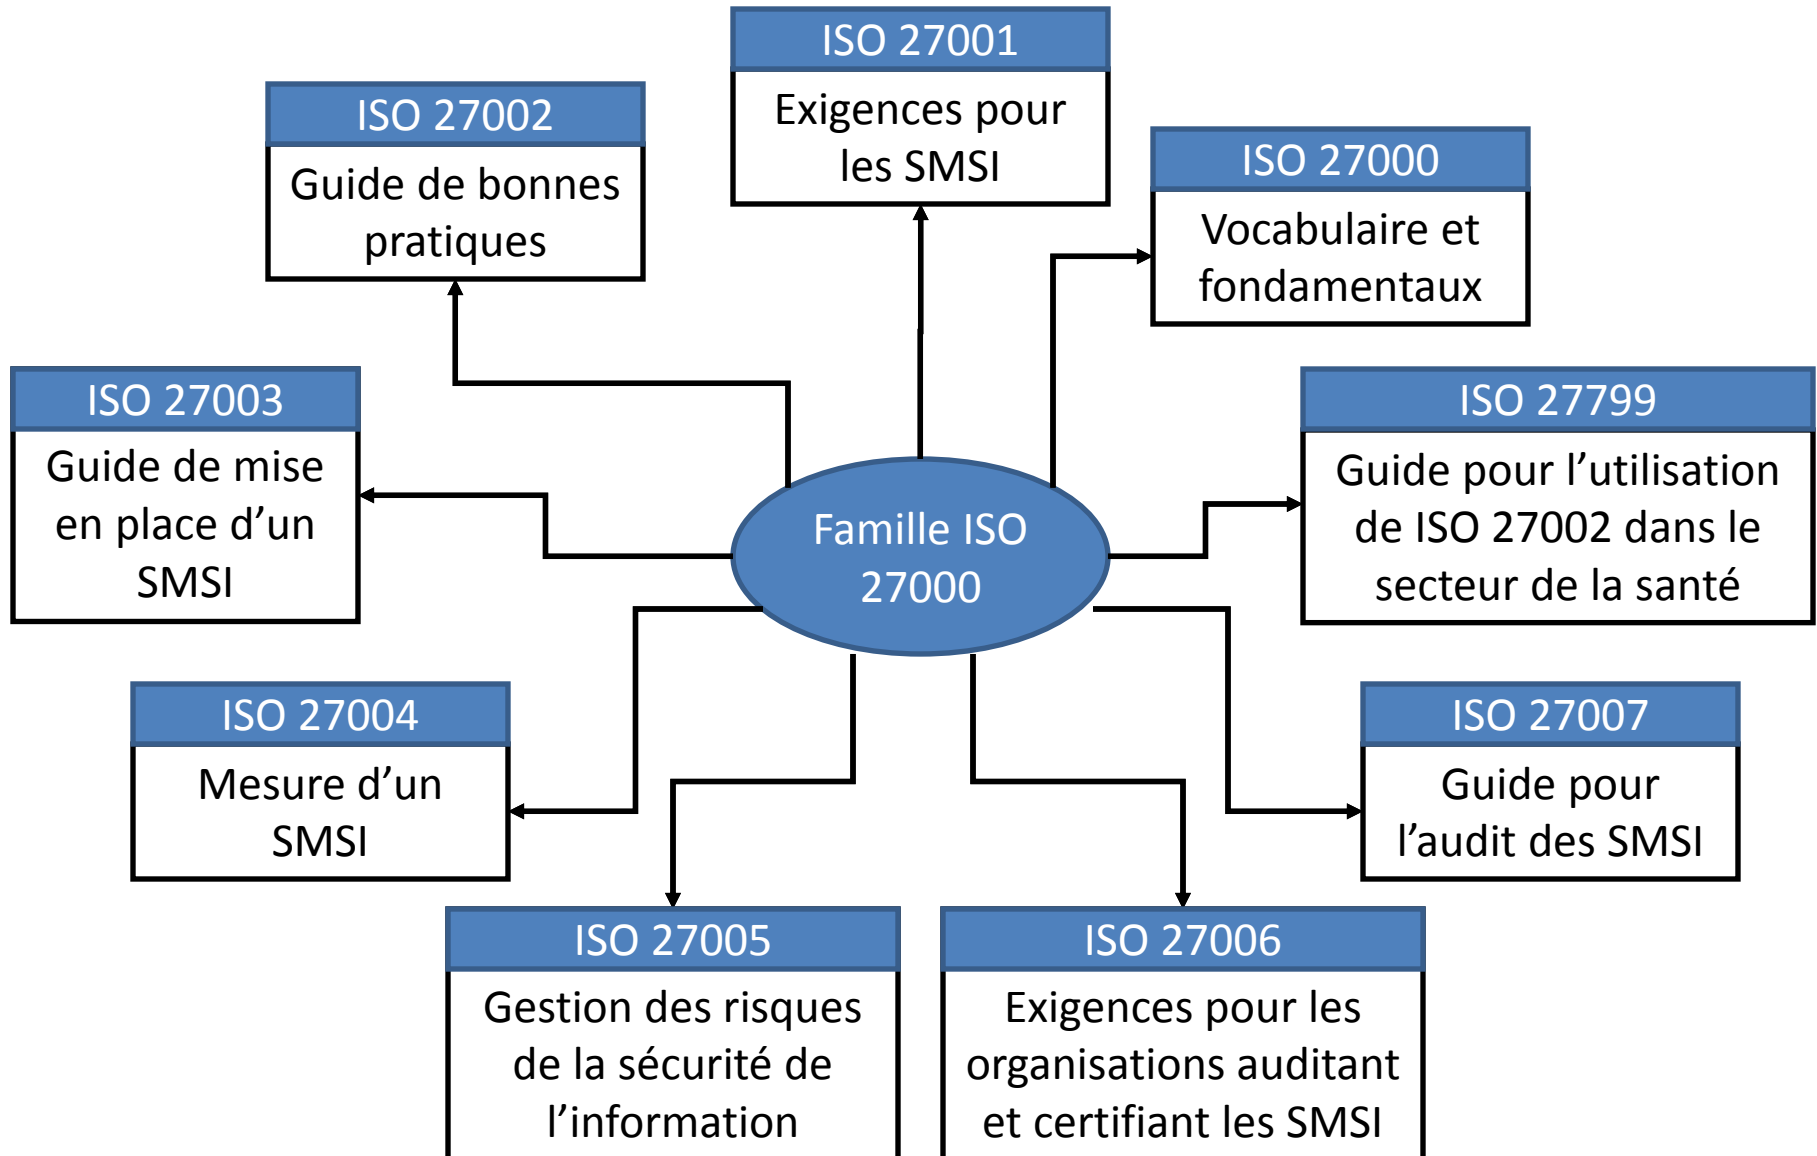 ISO 27001
Exigences pour
les SMSI
ISO 27002
Guide de bonnes
pratiques
ISO 27000
Vocabulaire et
fondamentaux
ISO 27003
Guide de mise
en place d’un
SMSI
ISO 27799
Guide pour l’utilisation
de ISO 27002 dans le
secteur de la santé
Famille ISO
27000
ISO 27004
Mesure d’un
SMSI
ISO 27007
Guide pour
l’audit des SMSI
ISO 27005
Gestion des risques
de la sécurité de
l’information
ISO 27006
Exigences pour les
organisations auditant
et certifiant les SMSI